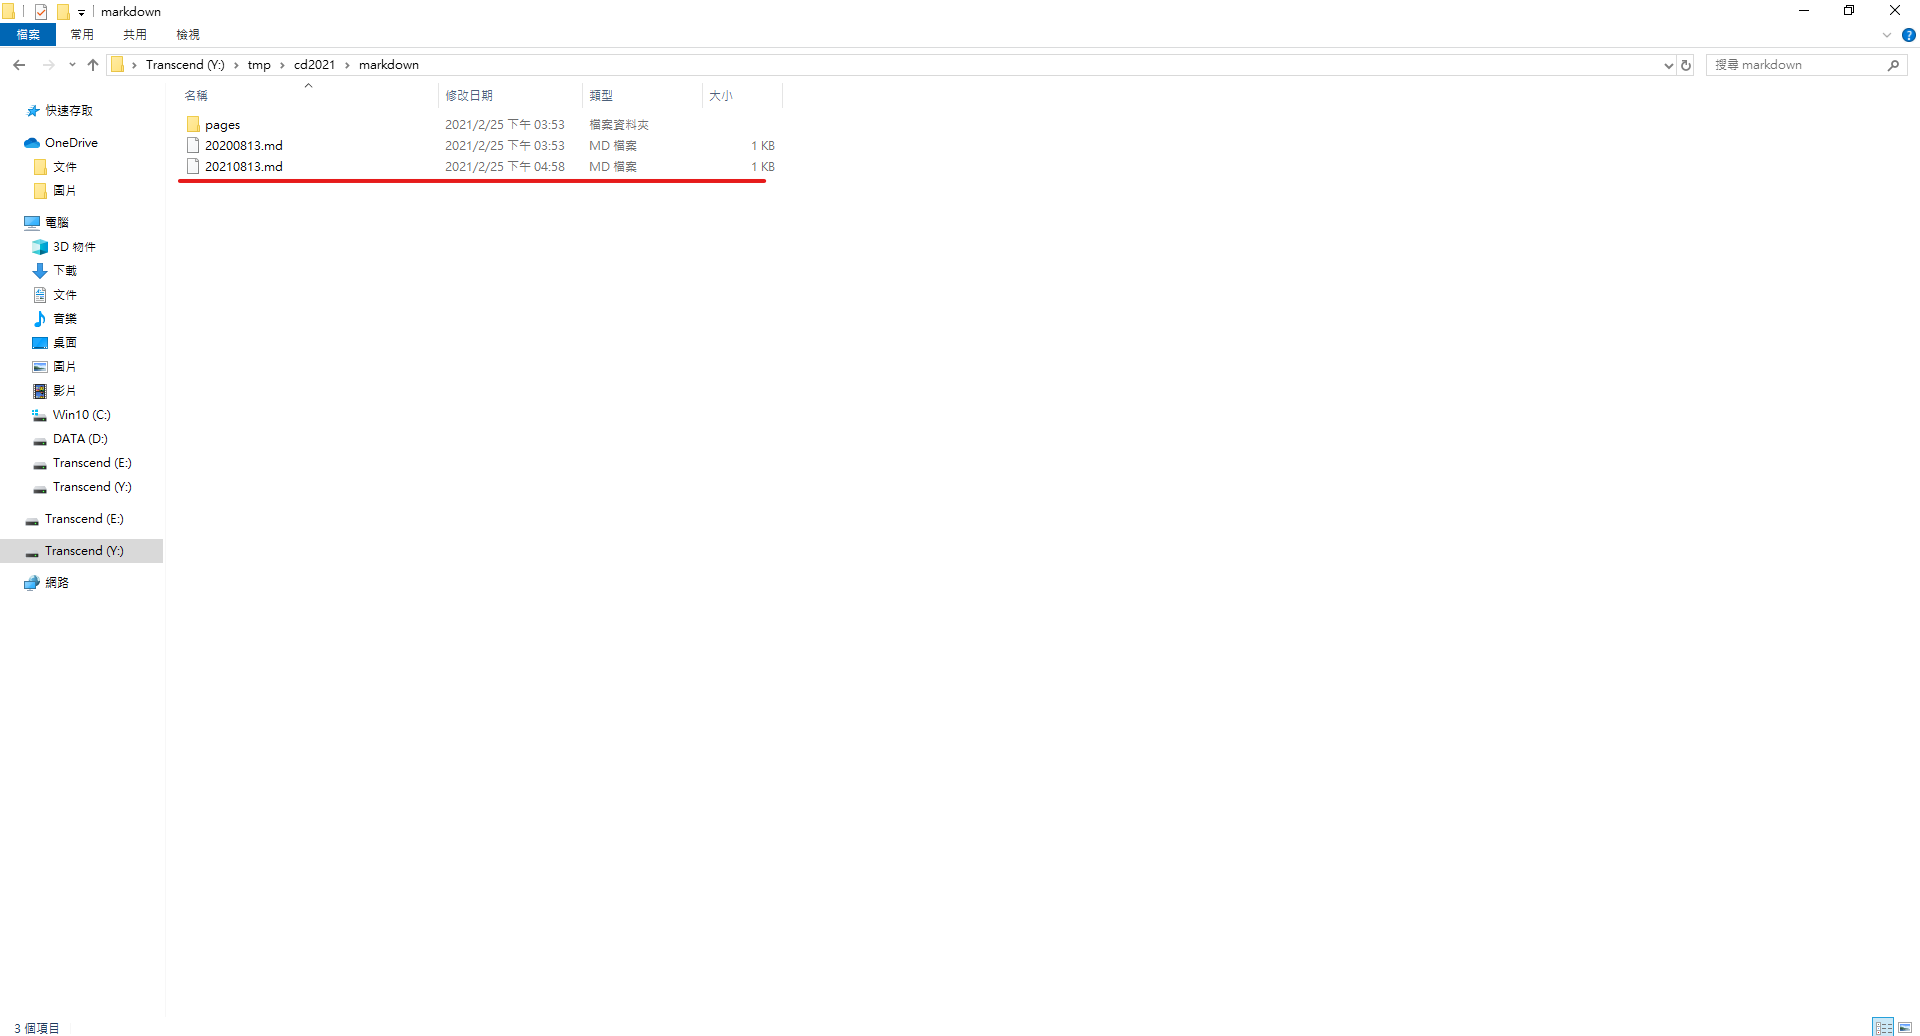 markdown
檔案 常用 共用 檢視
Transcend (Y:) › tmp › cd2021 › markdown
搜尋 markdown
名稱 修改日期 類型 大小
pages 2021/2/25 下午 03:53 檔案資料夾
20200813.md 2021/2/25 下午 03:53 MD 檔案 1 KB
20210813.md 2021/2/25 下午 04:58 MD 檔案 1 KB
快速存取
OneDrive
文件
圖片
電腦
3D 物件
下載
文件
音樂
桌面
圖片
影片
Win10 (C:)
DATA (D:)
Transcend (E:)
Transcend (Y:)
Transcend (E:)
Transcend (Y:)
網路
3 個項目